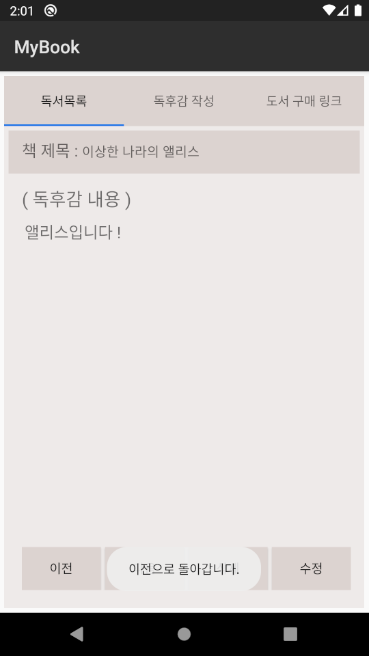 2:01
MyBook
독서목록 독후감 작성 도서 구매 링크
책 제목 : 이상한 나라의 앨리스
( 독후감 내용 )
앨리스입니다 !
이전 이전으로 돌아갑니다. 수정